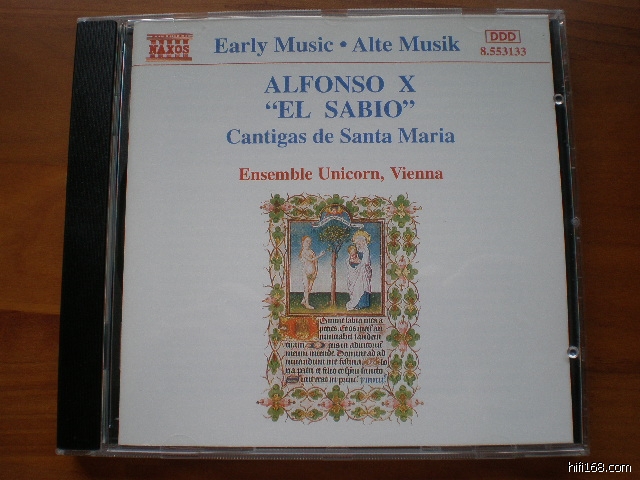 NAXOS
Early Music • Alte Musik
DDD
8.553133
ALFONSO X
“EL SABIO”
Cantigas de Santa Maria
Ensemble Unicorn, Vienna
hifi168.com